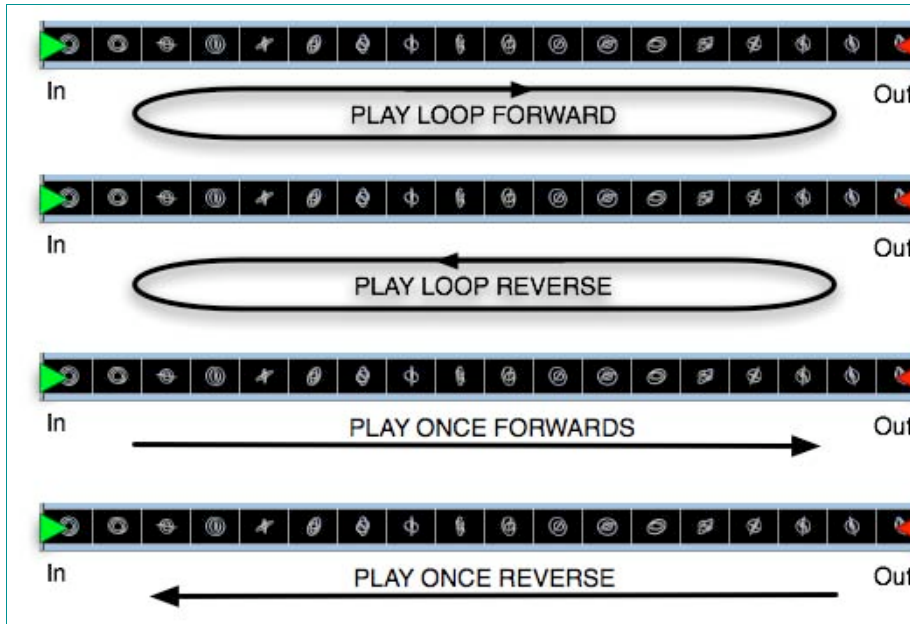 In
Out
PLAY LOOP FORWARD
In
Out
PLAY LOOP REVERSE
In
Out
PLAY ONCE FORWARDS
In
Out
PLAY ONCE REVERSE